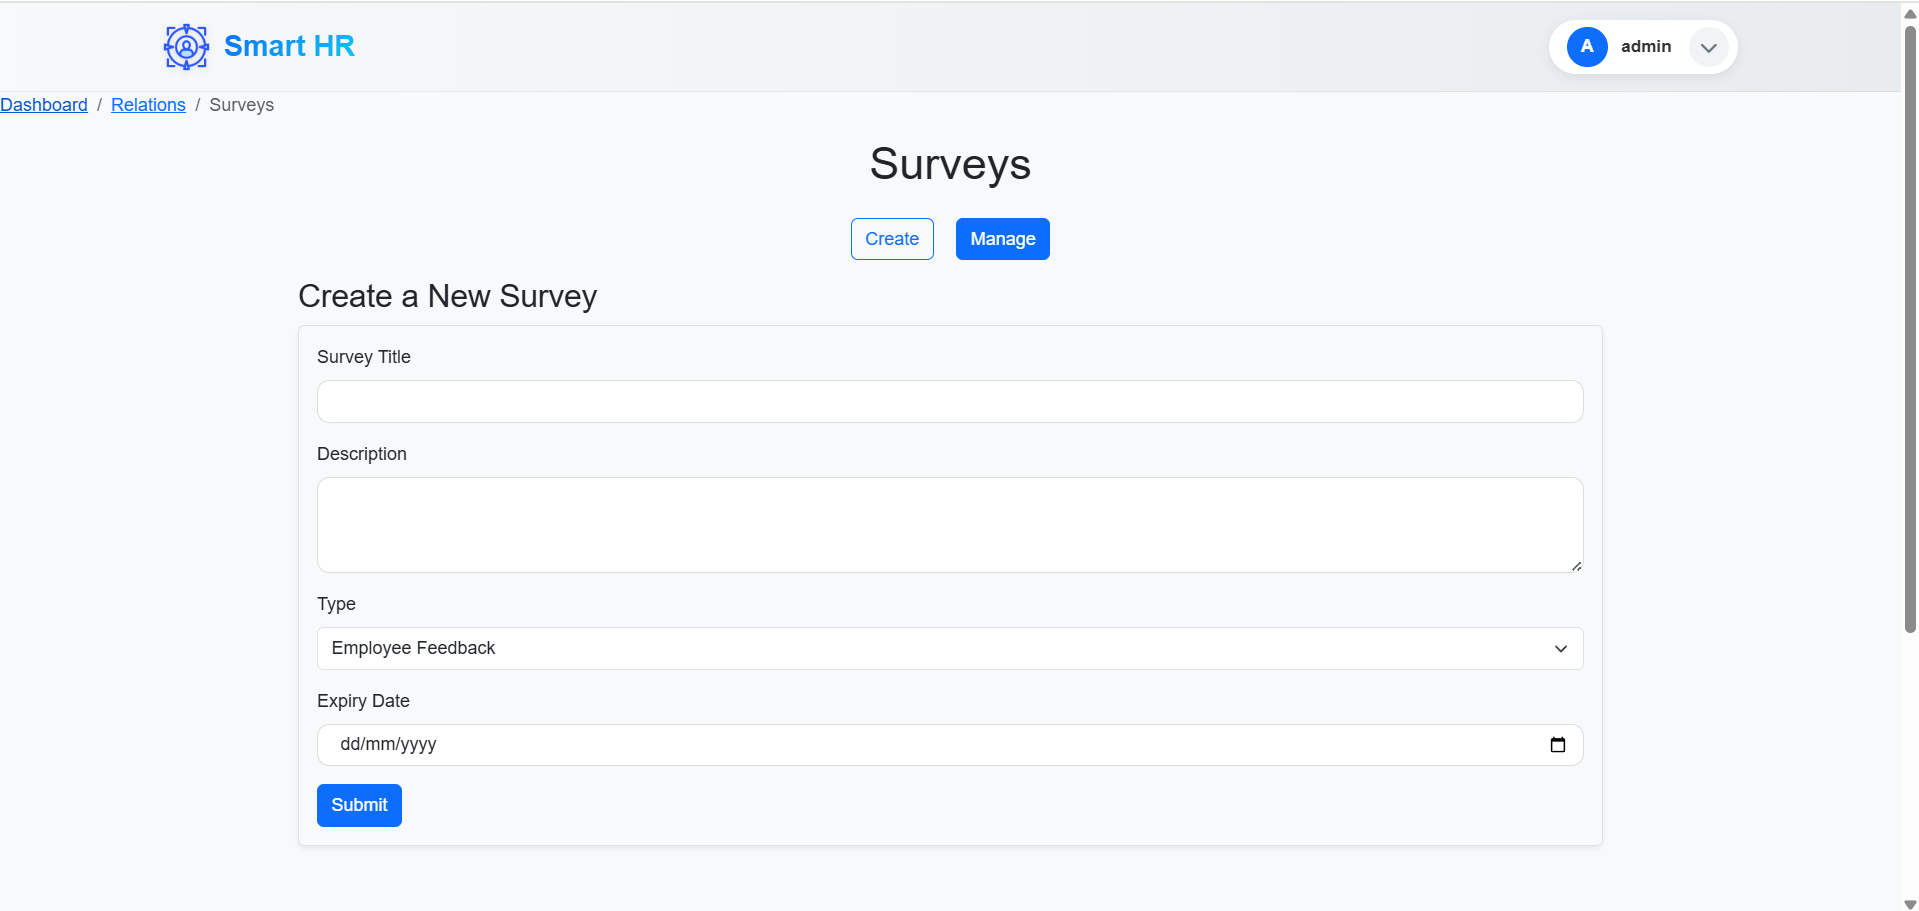 Smart HR
A admin
Dashboard / Relations / Surveys
Surveys
Create Manage
Create a New Survey
Survey Title
Description
Type
Employee Feedback
Expiry Date
dd/mm/yyyy
Submit